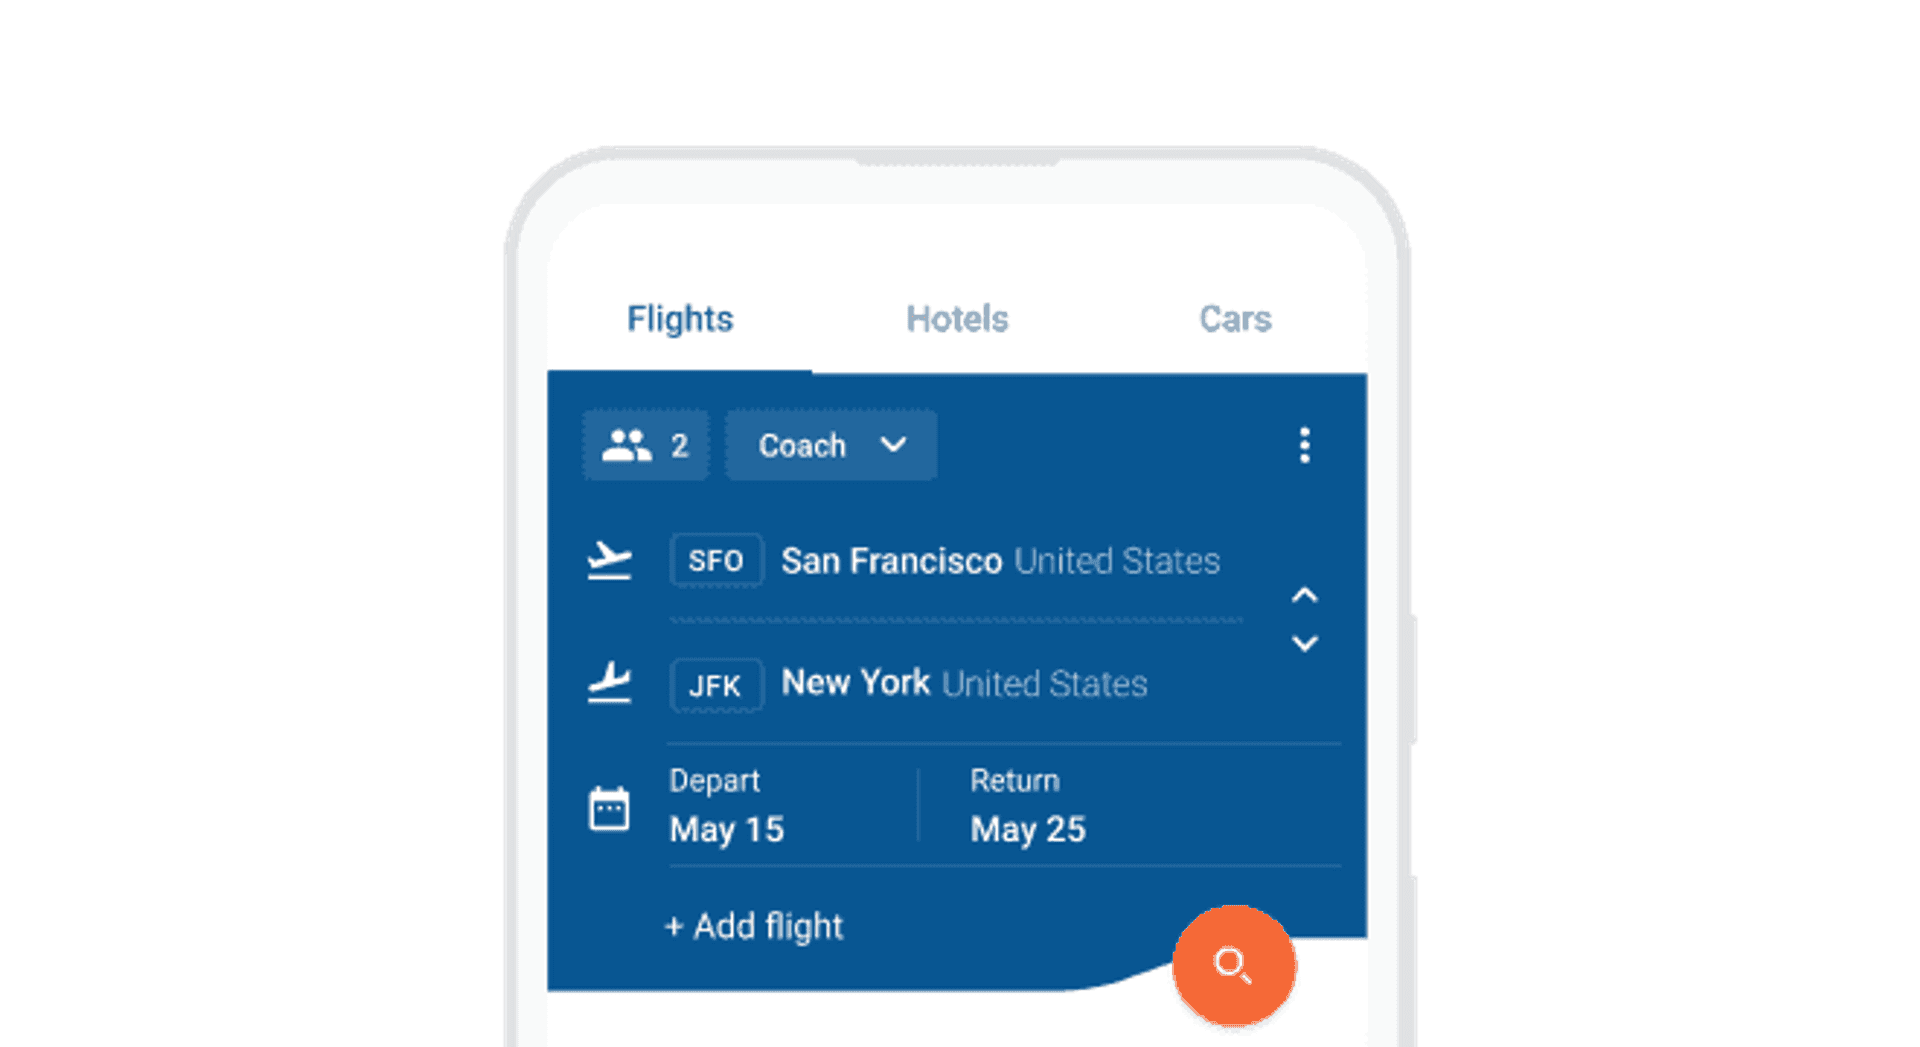 Flights Hotels Cars
2 Coach
SFO San Francisco United States
JFK New York United States
Depart Return
May 15 May 25
+ Add flight